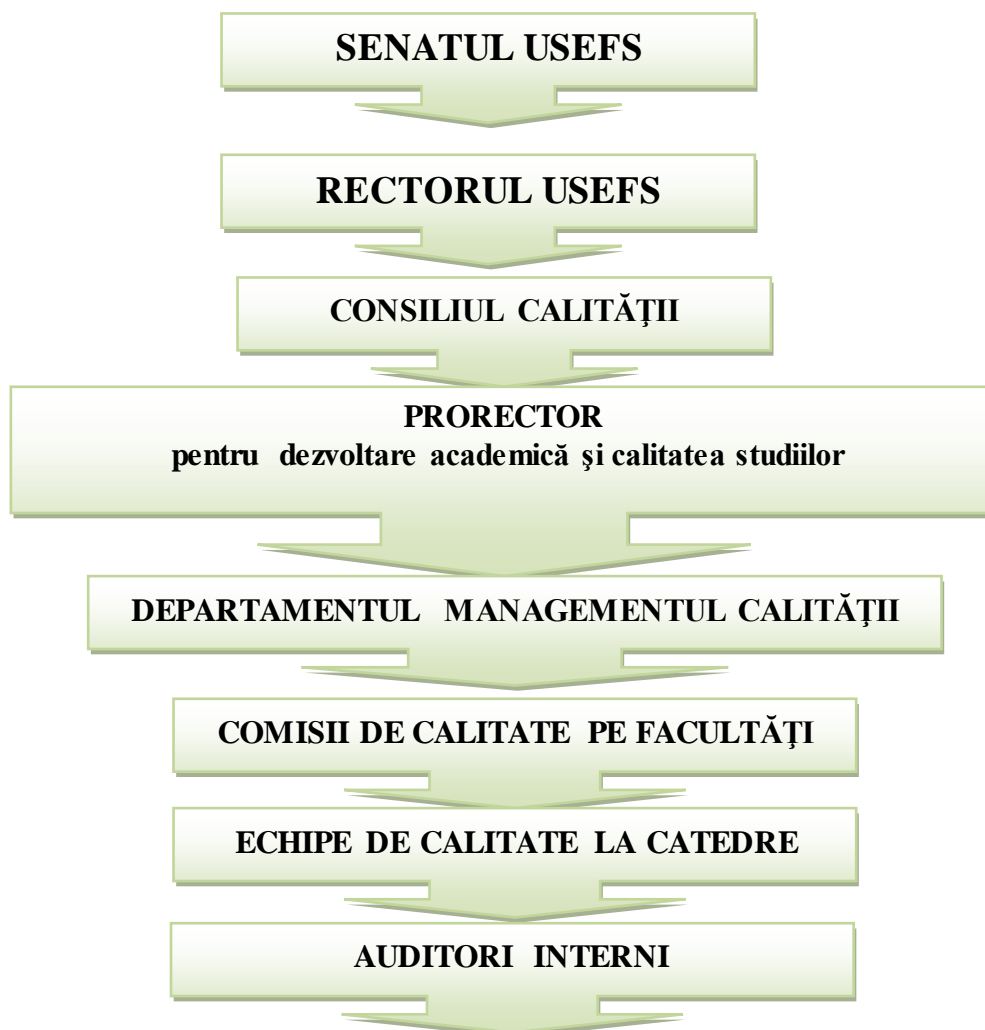 SENATUL USEFS
RECTORUL USEFS
CONSILIUL CALITĂŢII
PRORECTOR
pentru dezvoltare academică şi calitatea studiilor
DEPARTAMENTUL MANAGEMENTUL CALITĂŢII
COMISII DE CALITATE PE FACULTĂŢI
ECHIPE DE CALITATE LA CATEDRE
AUDITORI INTERNI